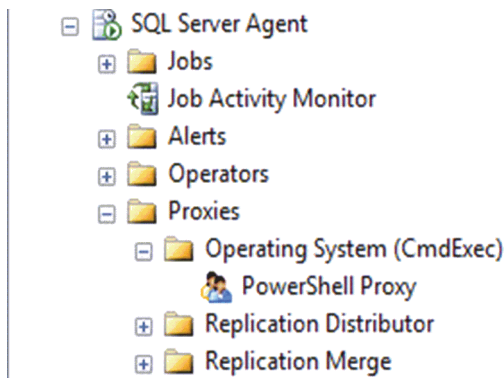 SQL Server Agent
Jobs
Job Activity Monitor
Alerts
Operators
Proxies
Operating System (CmdExec)
PowerShell Proxy
Replication Distributor
Replication Merge